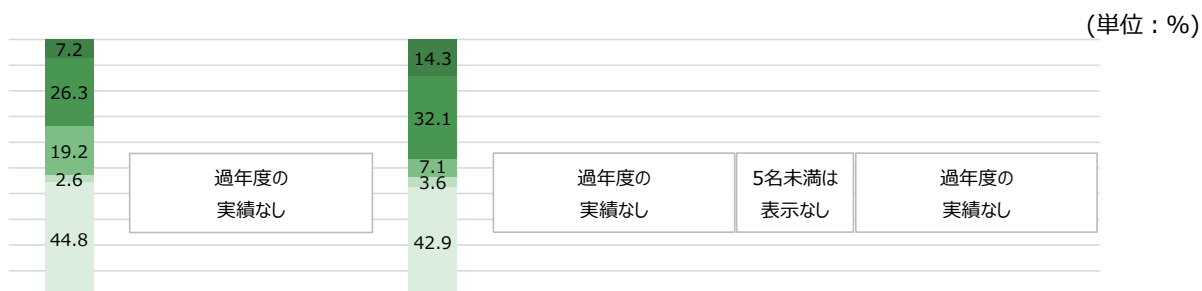 (単位：%)
7.2
26.3
19.2
2.6
44.8
過年度の
実績なし
14.3
32.1
7.1
3.6
42.9
過年度の
実績なし
5名未満は
表示なし
過年度の
実績なし